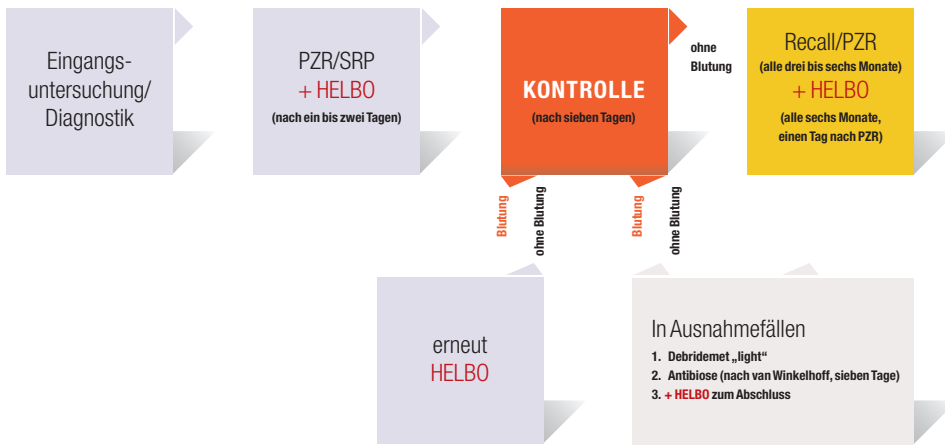 Eingangs-
untersuchung/
Diagnostik
PZR/SRP
+ HELBO
(nach ein bis zwei Tagen)
KONTROLLE
(nach sieben Tagen)
ohne
Blutung
Recall/PZR
(alle drei bis sechs Monate)
+ HELBO
(alle sechs Monate,
einen Tag nach PZR)
Blutung
ohne Blutung
Blutung
ohne Blutung
erneut
HELBO
In Ausnahmefällen
1. Debridemet „light“
2. Antibiose (nach van Winkelhoff, sieben Tage)
3. + HELBO zum Abschluss